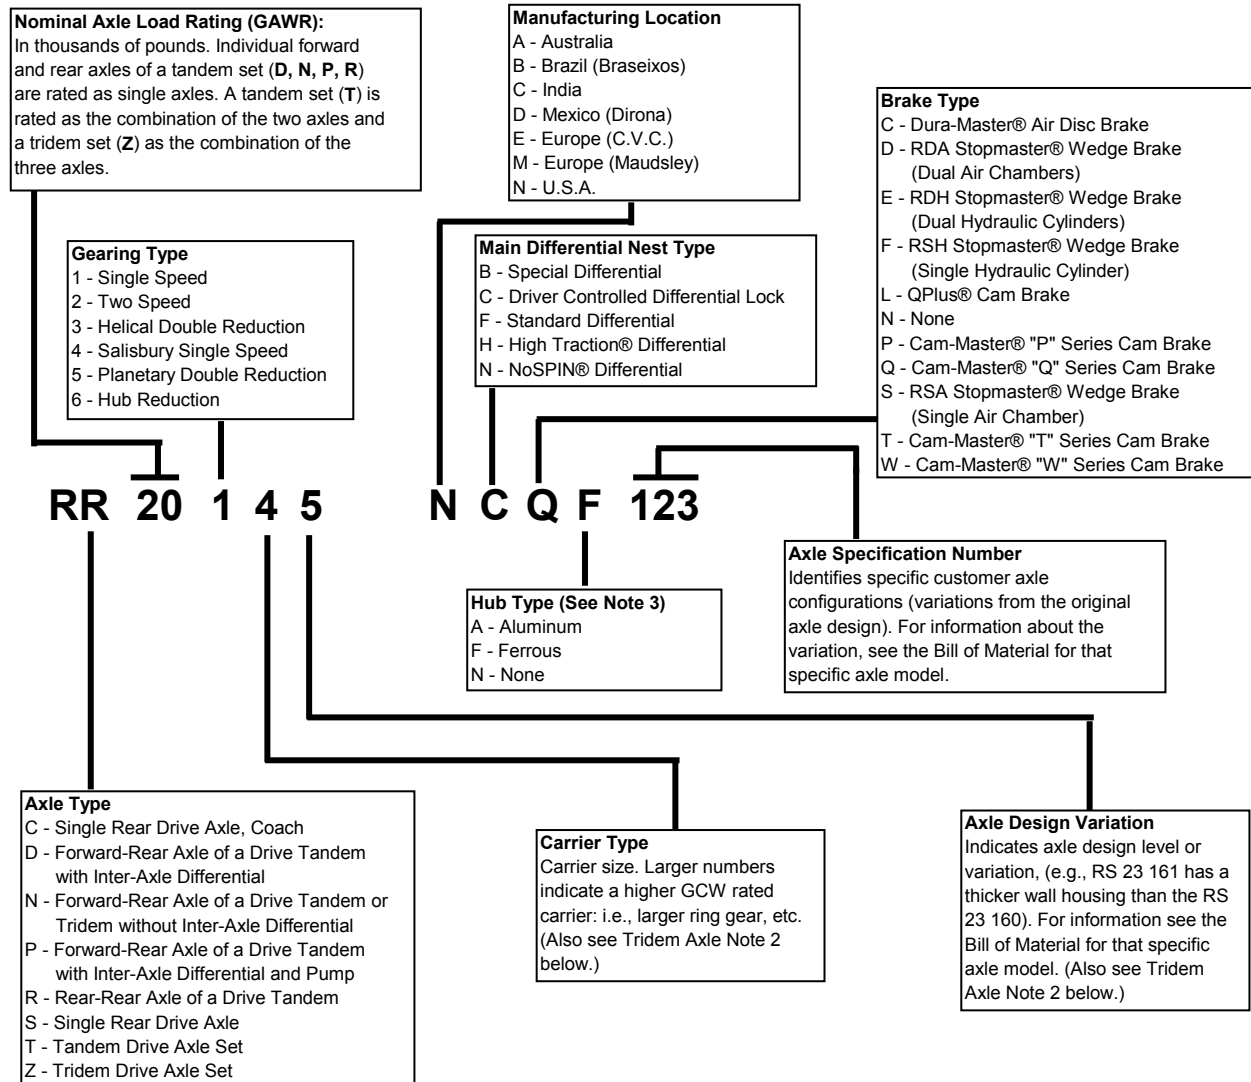 Nominal Axle Load Rating (GAWR):
In thousands of pounds. Individual forward
and rear axles of a tandem set (D, N, P, R)
are rated as single axles. A tandem set (T) is
rated as the combination of the two axles and
a tridem set (Z) as the combination of the
three axles.
Manufacturing Location
A - Australia
B - Brazil (Braseixos)
C - India
D - Mexico (Dirona)
E - Europe (C.V.C.)
M - Europe (Maudsley)
N - U.S.A.
Brake Type
C - Dura-Master® Air Disc Brake
D - RDA Stopmaster® Wedge Brake
(Dual Air Chambers)
E - RDH Stopmaster® Wedge Brake
(Dual Hydraulic Cylinders)
F - RSH Stopmaster® Wedge Brake
(Single Hydraulic Cylinder)
L - QPlus® Cam Brake
N - None
P - Cam-Master® "P" Series Cam Brake
Q - Cam-Master® "Q" Series Cam Brake
S - RSA Stopmaster® Wedge Brake
(Single Air Chamber)
T - Cam-Master® "T" Series Cam Brake
W - Cam-Master® "W" Series Cam Brake
Gearing Type
1 - Single Speed
2 - Two Speed
3 - Helical Double Reduction
4 - Salisbury Single Speed
5 - Planetary Double Reduction
6 - Hub Reduction
Main Differential Nest Type
B - Special Differential
C - Driver Controlled Differential Lock
F - Standard Differential
H - High Traction® Differential
N - NoSPIN® Differential
RR 20 1 4 5 N C Q F 123
Hub Type (See Note 3)
A - Aluminum
F - Ferrous
N - None
Axle Specification Number
Identifies specific customer axle
configurations (variations from the original
axle design). For information about the
variation, see the Bill of Material for that
specific axle model.
Axle Type
C - Single Rear Drive Axle, Coach
D - Forward-Rear Axle of a Drive Tandem
with Inter-Axle Differential
N - Forward-Rear Axle of a Drive Tandem or
Tridem without Inter-Axle Differential
P - Forward-Rear Axle of a Drive Tandem
with Inter-Axle Differential and Pump
R - Rear-Rear Axle of a Drive Tandem
S - Single Rear Drive Axle
T - Tandem Drive Axle Set
Z - Tridem Drive Axle Set
Carrier Type
Carrier size. Larger numbers
indicate a higher GCW rated
carrier: i.e., larger ring gear, etc.
(Also see Tridem Axle Note 2
below.)
Axle Design Variation
Indicates axle design level or
variation, (e.g., RS 23 161 has a
thicker wall housing than the RS
23 160). For information see the
Bill of Material for that specific
axle model. (Also see Tridem
Axle Note 2 below.)